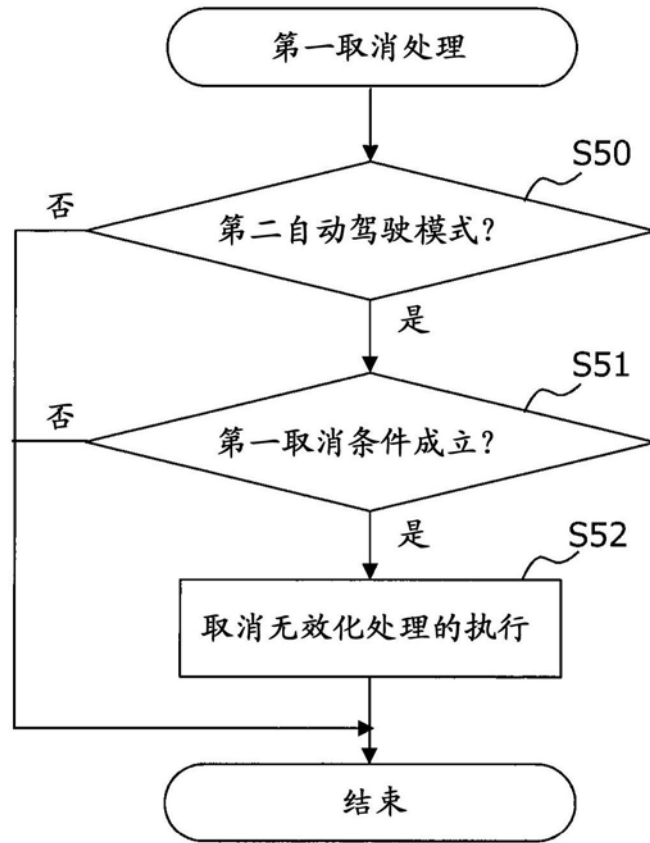 第一取消处理
S50
否
第二自动驾驶模式?
是
S51
否
第一取消条件成立?
是
S52
取消无效化处理的执行
结束